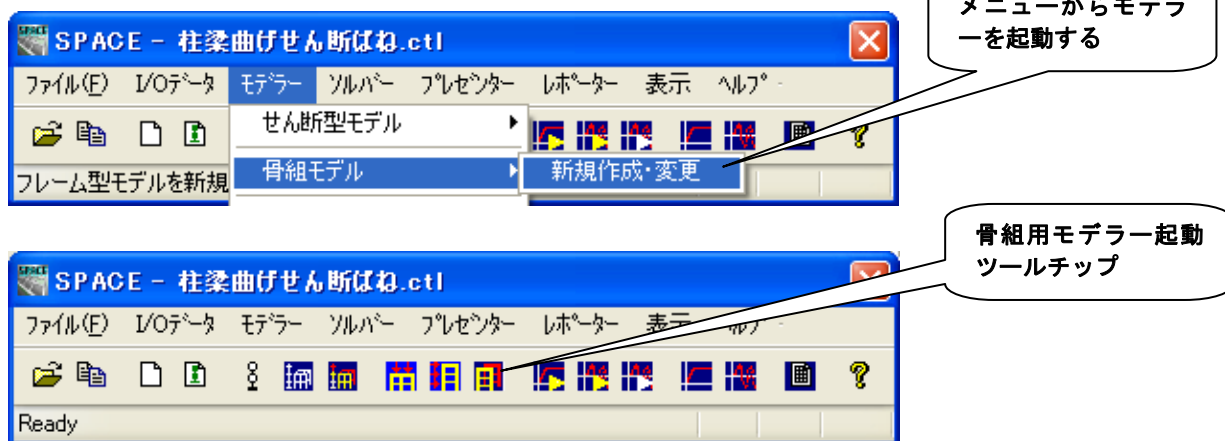 メニューからモデラ
ーを起動する
SPACE - 柱梁曲げせん断ばね.ctl
ファイル(F) I/Oデータ モデラー ソルバー プレゼンター レポーター 表示 ヘルプ
せん断型モデル
骨組モデル
新規作成・変更
フレーム型モデルを新規
骨組用モデラー起動
ツールチップ
SPACE - 柱梁曲げせん断ばね.ctl
ファイル(F) I/Oデータ モデラー ソルバー プレゼンター レポーター 表示
Ready